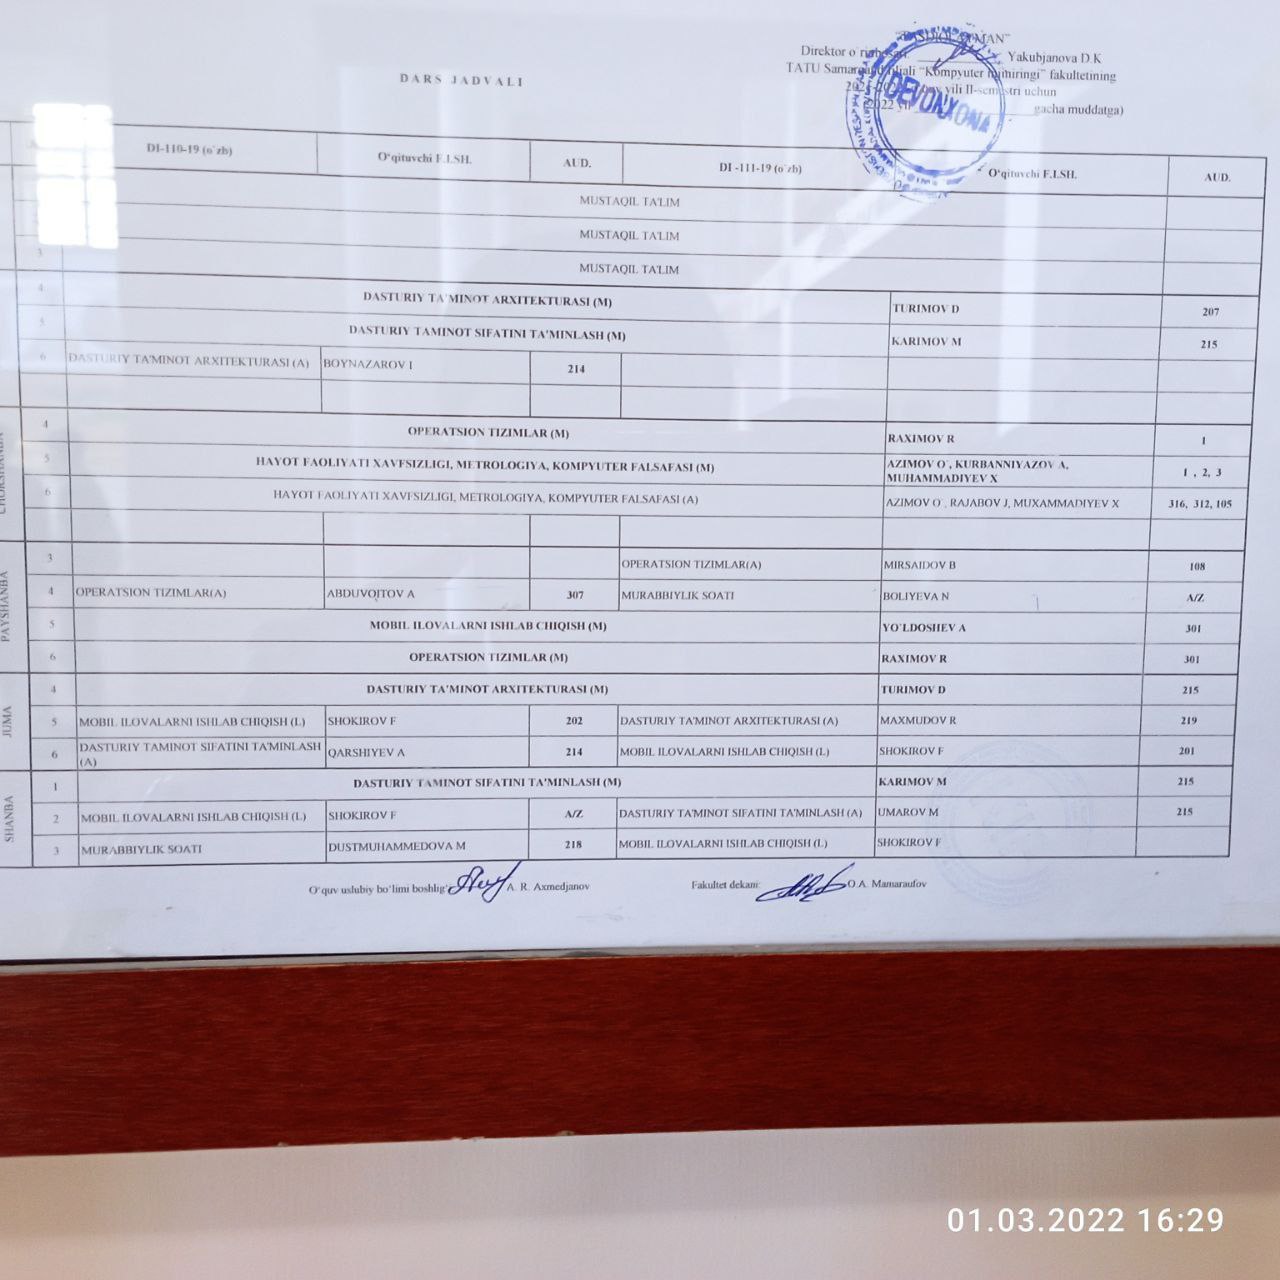 DARS JADVALI
Direktor o`rinbosari Yakubjanova D.K
TATU Samarqand filiali "Kompyuter injiniringi" fakultetining
yili II-semestri uchun
2022 yil gacha muddatga)
DEVONXONA
DI-110-19 (o`zb) O‘qituvchi F.I.SH. AUD. DI -111-19 (o`zb) O‘qituvchi F.I.SH. AUD.
MUSTAQIL TA'LIM
MUSTAQIL TA'LIM
3 MUSTAQIL TA'LIM
4 DASTURIY TA'MINOT ARXITEKTURASI (M) TURIMOV D 207
5 DASTURIY TAMINOT SIFATINI TA'MINLASH (M) KARIMOV M 215
6 DASTURIY TA'MINOT ARXITEKTURASI (A) BOYNAZAROV I 214
CHORSHANBA
4 OPERATSION TIZIMLAR (M) RAXIMOV R 1
5 HAYOT FAOLIYATI XAVFSIZLIGI, METROLOGIYA, KOMPYUTER FALSAFASI (M) AZIMOV O`, KURBANNIYAZOV A, MUHAMMADIYEV X 1 , 2, 3
6 HAYOT FAOLIYATI XAVFSIZLIGI, METROLOGIYA, KOMPYUTER FALSAFASI (A) AZIMOV O`, RAJABOV J, MUXAMMADIYEV X 316, 312, 105
PAYSHANBA
3 OPERATSION TIZIMLAR(A) MIRSAIDOV B 108
4 OPERATSION TIZIMLAR(A) ABDUVOJTOV A 307 MURABBIYLIK SOATI BOLIYEVA N A/Z
5 MOBIL ILOVALARNI ISHLAB CHIQISH (M) YO`LDOSHEV A 301
6 OPERATSION TIZIMLAR (M) RAXIMOV R 301
JUMA
4 DASTURIY TA'MINOT ARXITEKTURASI (M) TURIMOV D 215
5 MOBIL ILOVALARNI ISHLAB CHIQISH (L) SHOKIROV F 202 DASTURIY TA'MINOT ARXITEKTURASI (A) MAXMUDOV R 219
6 DASTURIY TAMINOT SIFATINI TA'MINLASH (A) QARSHIYEV A 214 MOBIL ILOVALARNI ISHLAB CHIQISH (L) SHOKIROV F 201
SHANBA
1 DASTURIY TAMINOT SIFATINI TA'MINLASH (M) KARIMOV M 215
2 MOBIL ILOVALARNI ISHLAB CHIQISH (L) SHOKIROV F A/Z DASTURIY TA'MINOT SIFATINI TA'MINLASH (A) UMAROV M 215
3 MURABBIYLIK SOATI DUSTMUHAMMEDOVA M 218 MOBIL ILOVALARNI ISHLAB CHIQISH (L) SHOKIROV F
O‘quv uslubiy bo‘limi boshlig‘i A. R. Axmedjanov Fakultet dekani: O.A. Mamaraufov
01.03.2022 16:29